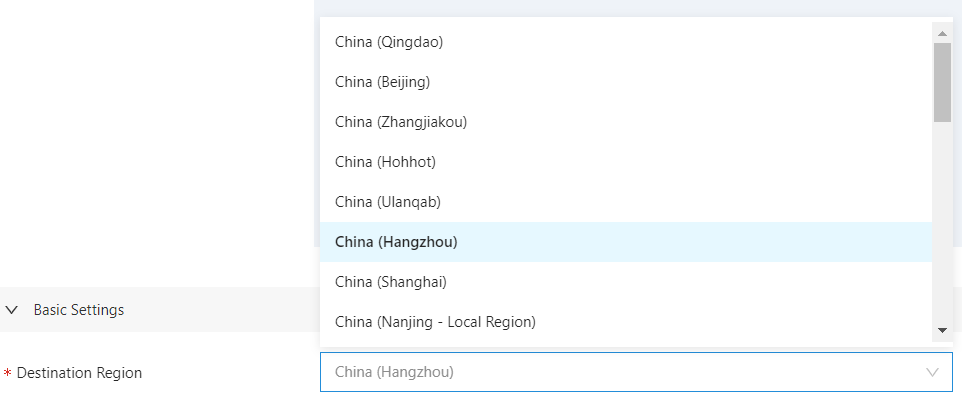 China (Qingdao)
China (Beijing)
China (Zhangjiakou)
China (Hohhot)
China (Ulanqab)
China (Hangzhou)
China (Shanghai)
China (Nanjing - Local Region)
Basic Settings
* Destination Region
China (Hangzhou)